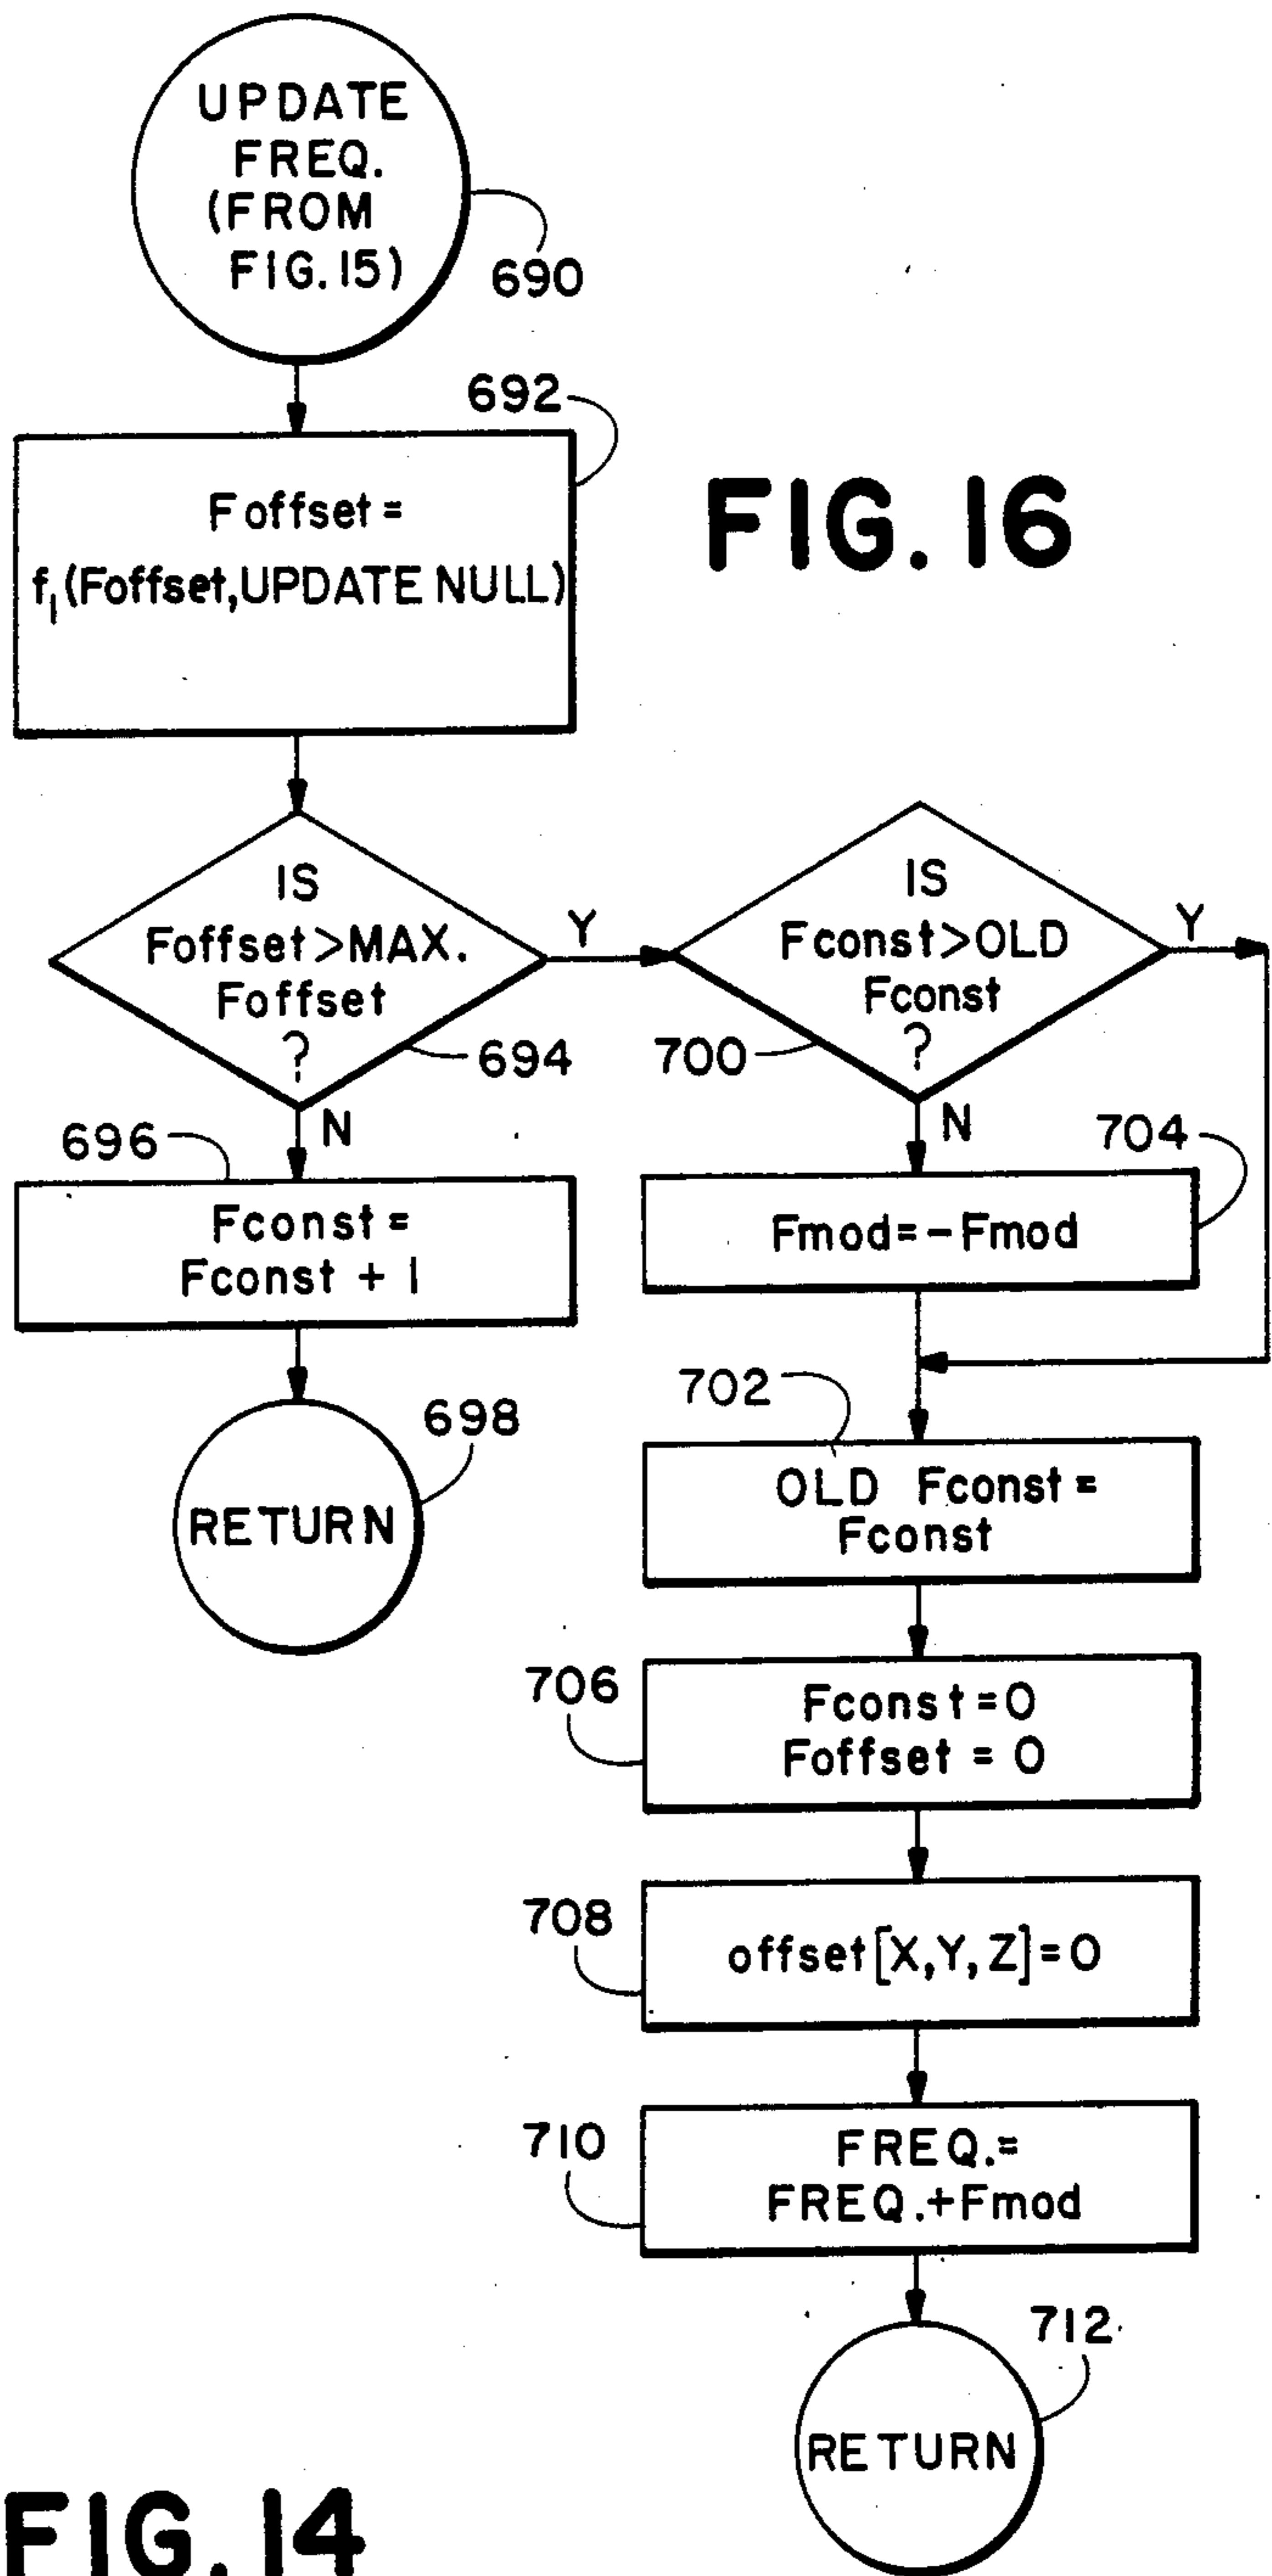 UPDATE
FREQ.
(FROM
FIG.15)
690
692
Foffset=
f1(Foffset,UPDATE NULL)
FIG.16
IS
Foffset>MAX.
Foffset
?
694
Y
N
696
Fconst=
Fconst + 1
698
RETURN
IS
Fconst>OLD
Fconst
?
700
Y
N
704
Fmod=-Fmod
702
OLD Fconst=
Fconst
706
Fconst=0
Foffset = 0
708
offset[X,Y,Z]=0
710
FREQ.=
FREQ.+Fmod
712
RETURN
FIG.14